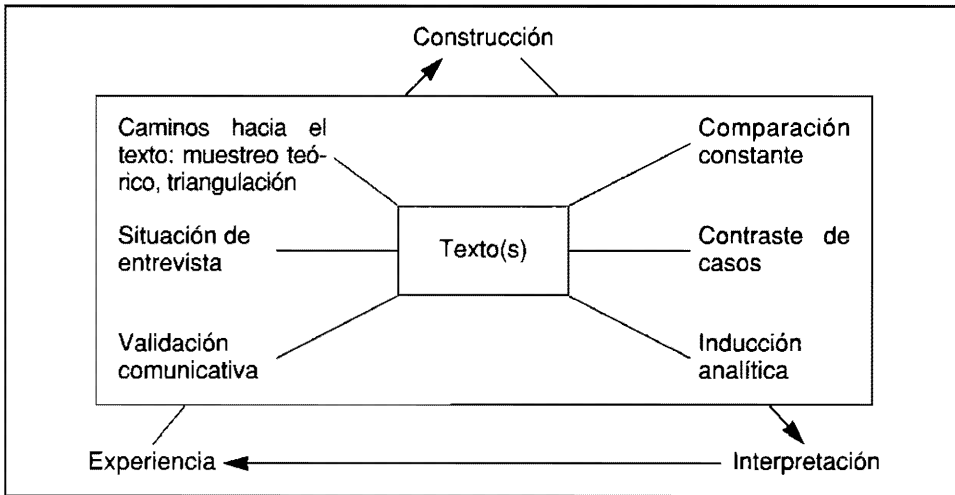 Construcción
Caminos hacia el
texto: muestreo teó-
rico, triangulación
Situación de
entrevista
Validación
comunicativa
Texto(s)
Comparación
constante
Contraste de
casos
Inducción
analítica
Experiencia
Interpretación